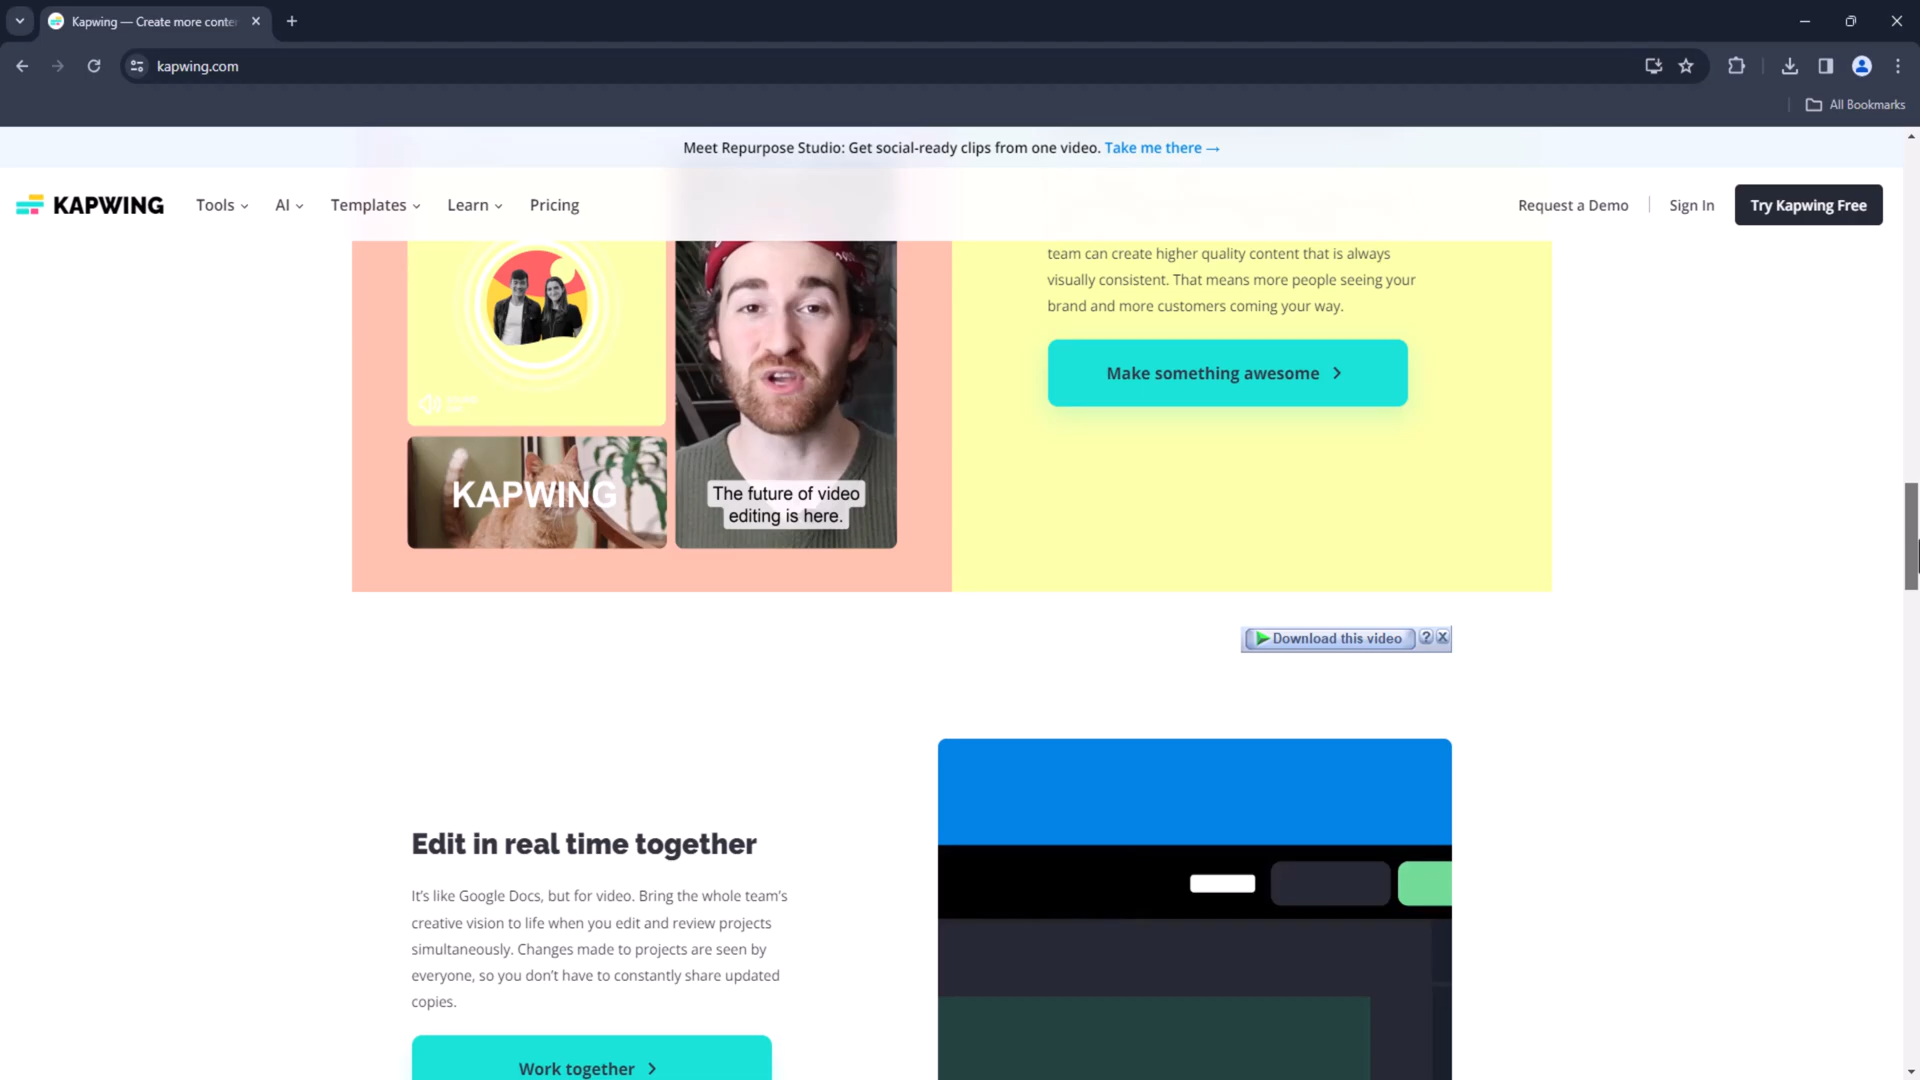 Kapwing — Create more conte
kapwing.com
All Bookmarks
Meet Repurpose Studio: Get social-ready clips from one video. Take me there →
KAPWING
Tools
AI
Templates
Learn
Pricing
Request a Demo
Sign In
Try Kapwing Free
team can create higher quality content that is always
visually consistent. That means more people seeing your
brand and more customers coming your way.
Make something awesome
KAPWING
The future of video
editing is here.
Download this video
?
X
Edit in real time together
It's like Google Docs, but for video. Bring the whole team's
creative vision to life when you edit and review projects
simultaneously. Changes made to projects are seen by
everyone, so you don't have to constantly share updated
copies.
Work together